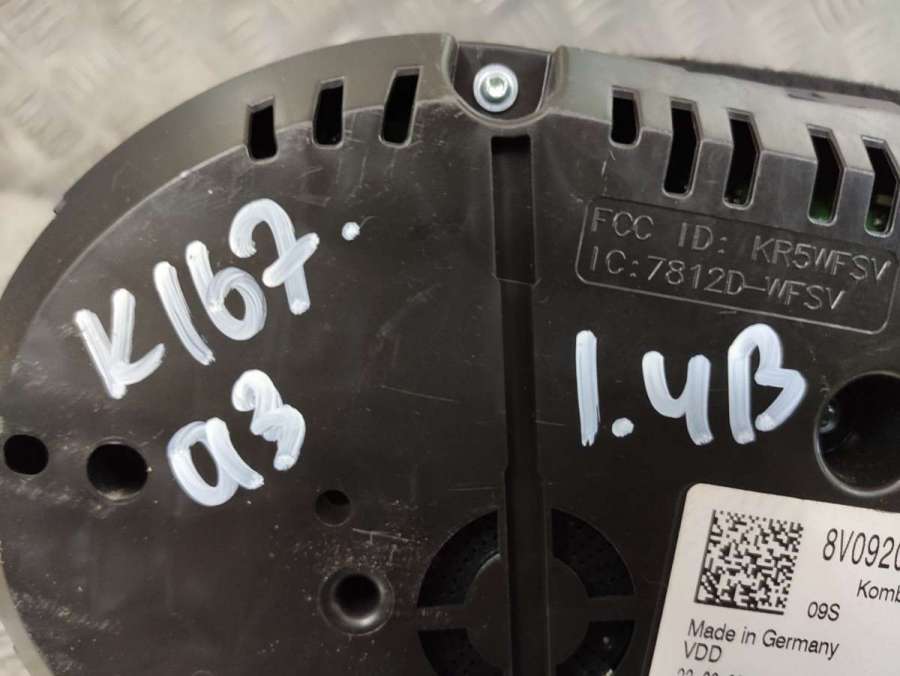 K167.
a3
FCC ID: KR5WFSV
IC:7812D-WFSV
1.4B
8V0920
Komb
09S
Made in Germany
VDD